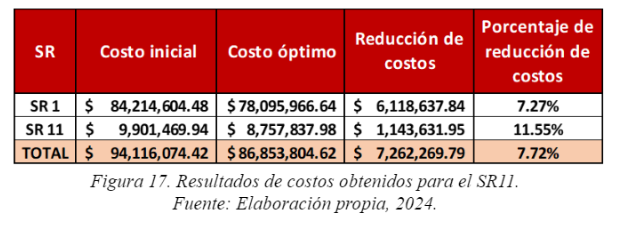 SR Costo inicial Costo óptimo Reducción de costos Porcentaje de reducción de costos
SR 1 $ 84,214,604.48 $ 78,095,966.64 $ 6,118,637.84 7.27%
SR 11 $ 9,901,469.94 $ 8,757,837.98 $ 1,143,631.95 11.55%
TOTAL $ 94,116,074.42 $ 86,853,804.62 $ 7,262,269.79 7.72%
Figura 17. Resultados de costos obtenidos para el SR11.
Fuente: Elaboración propia, 2024.